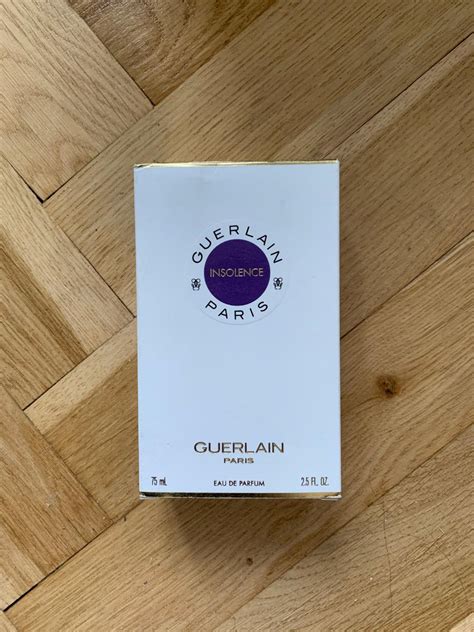 GUERLAIN
INSOLENCE
PARIS
GUERLAIN
PARIS
75 mL EAU DE PARFUM 2.5 FL. OZ.